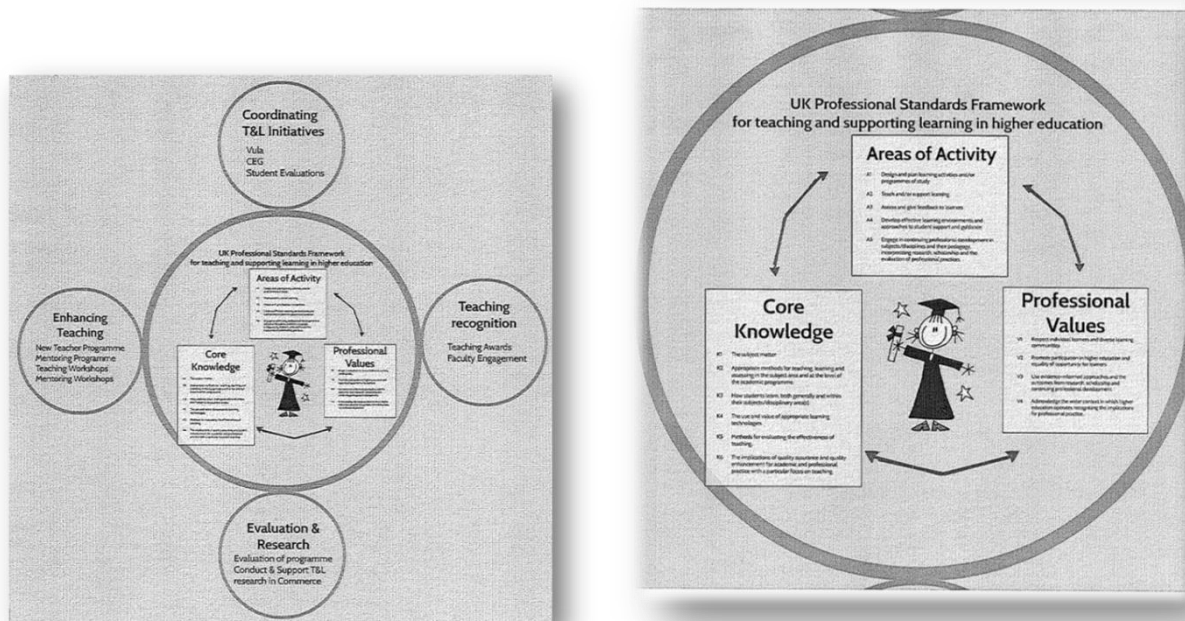 Coordinating
T&L Initiatives
Vula
CEG
Student Evaluations
UK Professional Standards Framework
for teaching and supporting learning in higher education
Areas of Activity
Core
Knowledge
Professional
Values
Enhancing
Teaching
New Teacher Programme
Mentoring Programme
Teaching Workshops
Mentoring Workshops
Teaching
recognition
Teaching Awards
Faculty Engagement
Evaluation &
Research
Evaluation of programme
Conduct & Support T&L
research in Commerce
UK Professional Standards Framework
for teaching and supporting learning in higher education
Areas of Activity
A1 Design and plan learning activities and/or
programmes of study
A2 Teach and/or support learning
A3 Assess and give feedback to learners
A4 Develop effective learning environments and
approaches to student support and guidance
A5 Engage in continuing professional development in
subjects/disciplines and their pedagogy,
incorporating research, scholarship and the
evaluation of professional practices
Core
Knowledge
K1 The subject matter
K2 Appropriate methods for teaching, learning and
assessing in the subject area and at the level of
the academic programme
K3 How students learn, both generally and within
their subjects/disciplinary area(s)
K4 The use and value of appropriate learning
technologies
K5 Methods for evaluating the effectiveness of
teaching.
K6 The implications of quality assurance and quality
enhancement for academic and professional
practice with a particular focus on teaching.
Professional
Values
V1 Respect individual learners and diverse learning
communities
V2 Promote participation in higher education and
equality of opportunity for learners
V3 Use evidence-informed approaches and the
outcomes from research, scholarship and
continuing professional development
V4 Acknowledge the wider context in which higher
education operates recognising the implications
for professional practice.